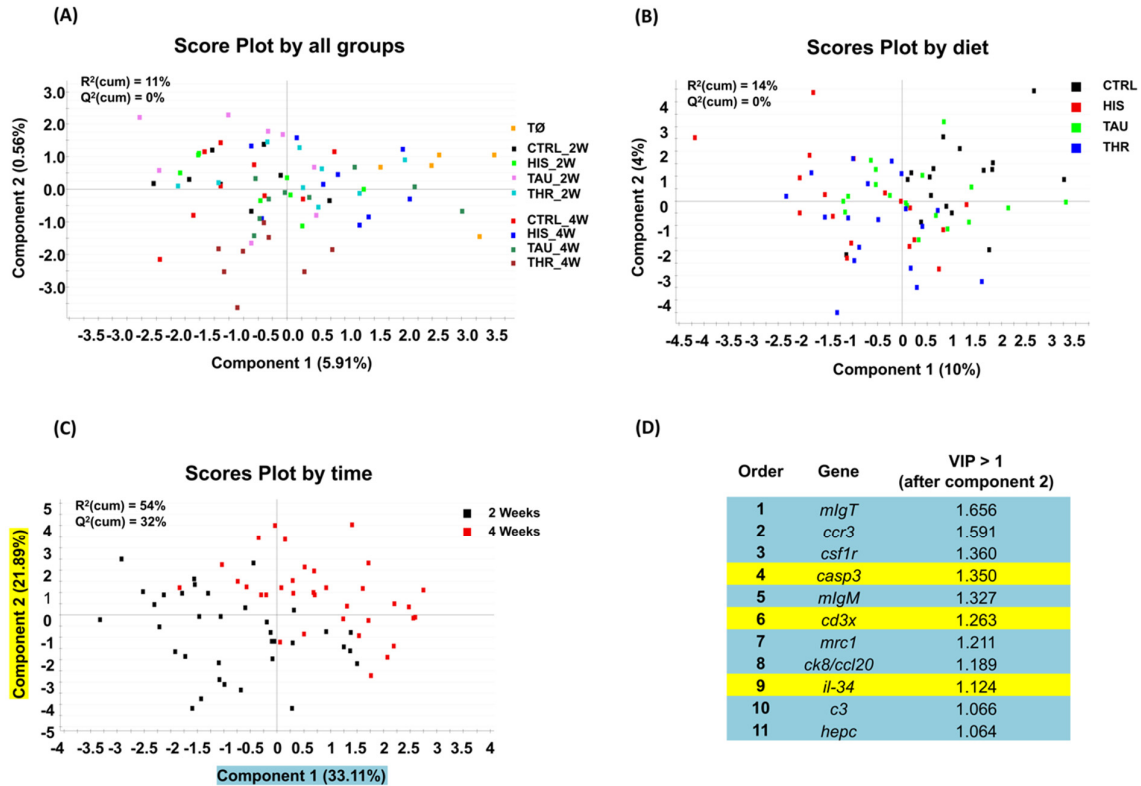 (A)
Score Plot by all groups
R²(cum) = 11%
Q²(cum) = 0%
3.0
2.0
1.0
0.0
-1.0
-2.0
-3.0
Component 2 (0.56%)
-3.5 -3.0 -2.5 -2.0 -1.5 -1.0 -0.5 0.0 0.5 1.0 1.5 2.0 2.5 3.0 3.5
Component 1 (5.91%)
TØ
CTRL_2W
HIS_2W
TAU_2W
THR_2W
CTRL_4W
HIS_4W
TAU_4W
THR_4W
(B)
Scores Plot by diet
R²(cum) = 14%
Q²(cum) = 0%
4
3
2
1
0
-1
-2
-3
-4
Component 2 (4%)
-4.5 -3.5 -2.5 -1.5 -0.5 0 0.5 1.5 2.5 3.5
Component 1 (10%)
CTRL
HIS
TAU
THR
(C)
Scores Plot by time
R²(cum) = 54%
Q²(cum) = 32%
5
4
3
2
1
0
-1
-2
-3
-4
-5
Component 2 (21.89%)
-4 -3.5 -3 -2.5 -2 -1.5 -1 -0.5 0 0.5 1 1.5 2 2.5 3 3.5 4
Component 1 (33.11%)
2 Weeks
4 Weeks
(D)
Order Gene VIP > 1
(after component 2)
1 mIgT 1.656
2 ccr3 1.591
3 csf1r 1.360
4 casp3 1.350
5 mIgM 1.327
6 cd3x 1.263
7 mrc1 1.211
8 ck8/ccl20 1.189
9 il-34 1.124
10 c3 1.066
11 hepc 1.064